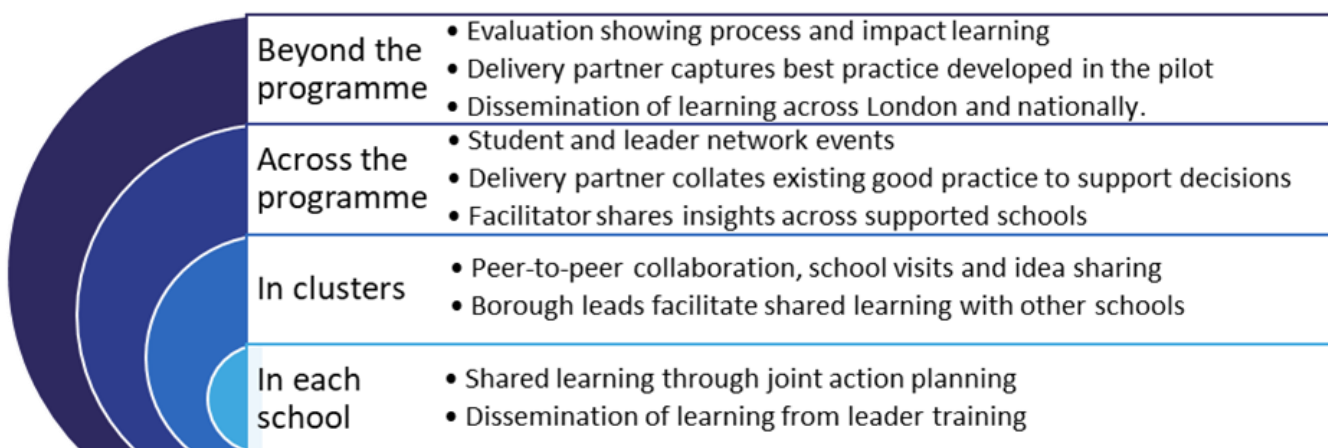 Beyond the
programme
• Evaluation showing process and impact learning
• Delivery partner captures best practice developed in the pilot
• Dissemination of learning across London and nationally.
Across the
programme
• Student and leader network events
• Delivery partner collates existing good practice to support decisions
• Facilitator shares insights across supported schools
In clusters
• Peer-to-peer collaboration, school visits and idea sharing
• Borough leads facilitate shared learning with other schools
In each
school
• Shared learning through joint action planning
• Dissemination of learning from leader training